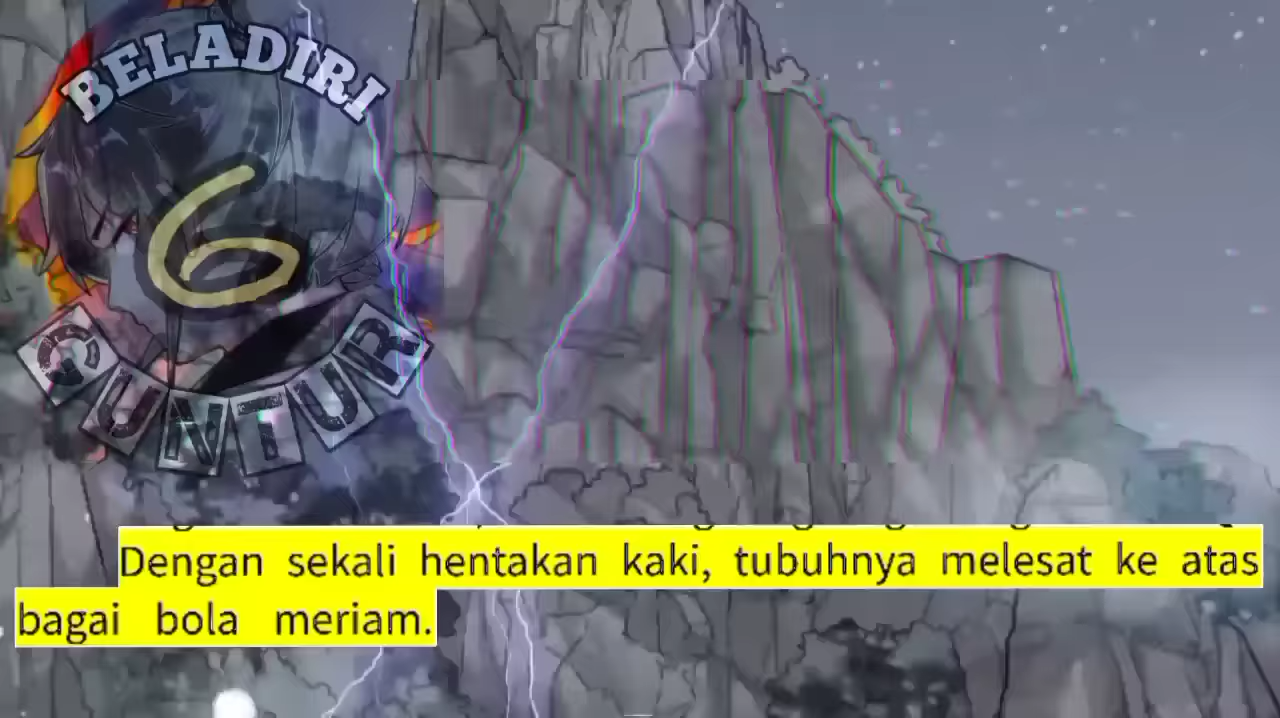 BELADIRI
6
GUNTUR
Dengan sekali hentakan kaki, tubuhnya melesat ke atas
bagai bola meriam.